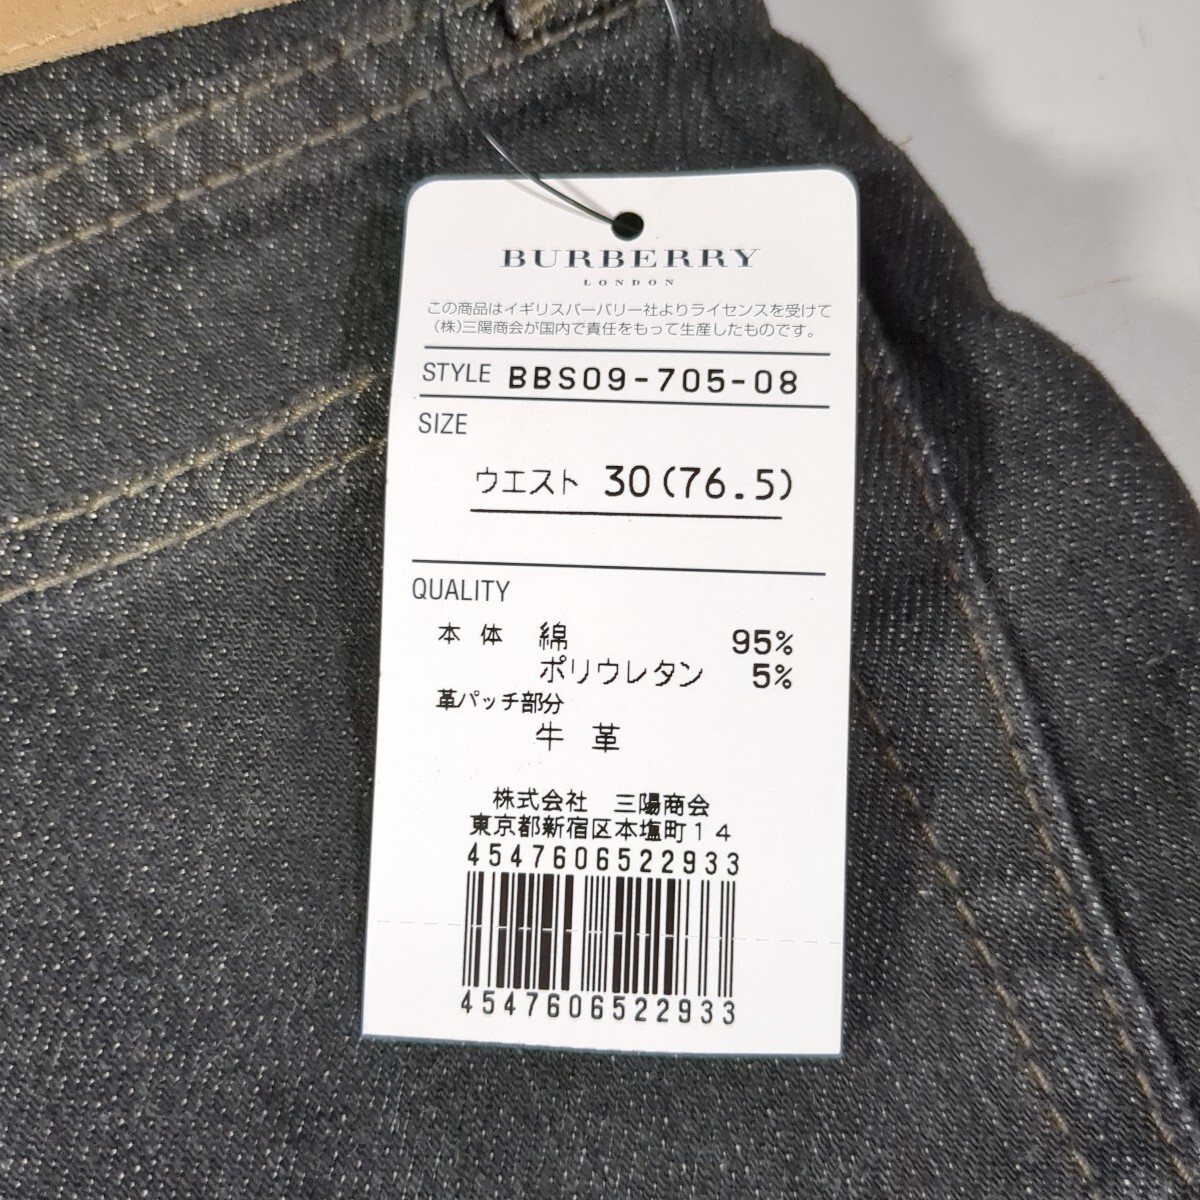 BURBERRY
LONDON
この商品はイギリスバーバリー社よりライセンスを受けて
(株)三陽商会が国内で責任をもって生産したものです。
STYLE BBS09-705-08
SIZE
ウエスト 30(76.5)
QUALITY
本体 綿 95%
ポリウレタン 5%
革パッチ部分
牛革
株式会社 三陽商会
東京都新宿区本塩町14
4547606522933
4547606522933